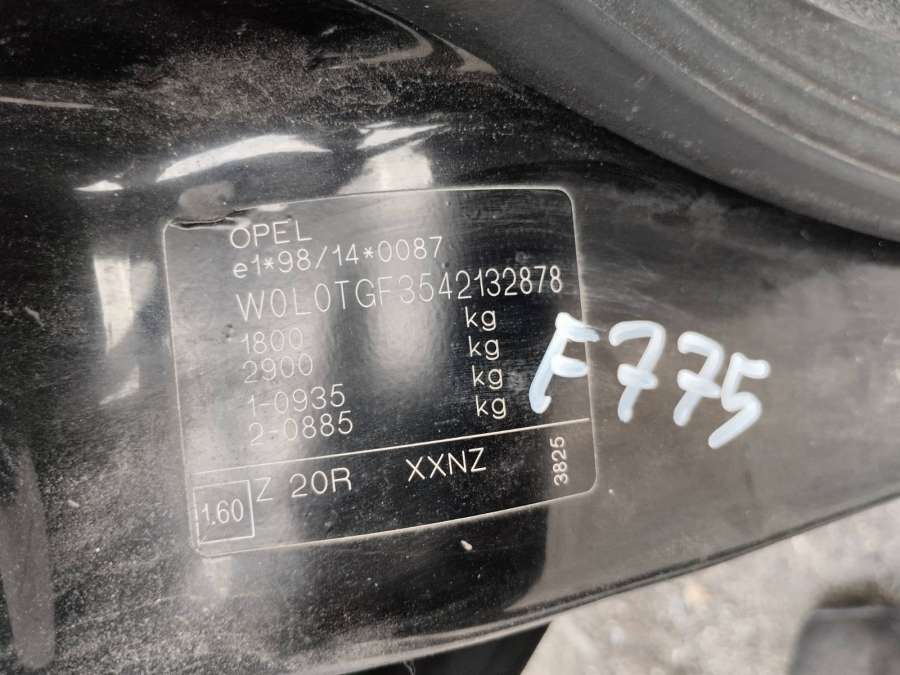 OPEL
e1*98/14*0087
W0L0TGF3542132878
1800 kg
2900 kg
1-0935 kg
2-0885 kg
F775
1.60
Z 20R XXNZ
3825